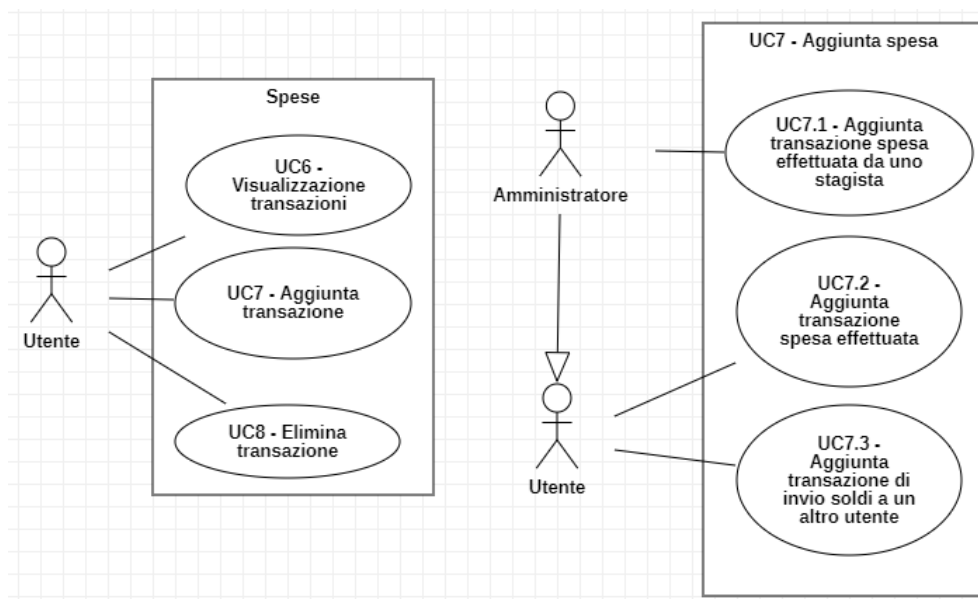 Spese
UC6 -
Visualizzazione
transazioni
UC7 - Aggiunta
transazione
UC8 - Elimina
transazione
Utente
UC7 - Aggiunta spesa
Amministratore
Utente
UC7.1 - Aggiunta
transazione spesa
effettuata da uno
stagista
UC7.2 -
Aggiunta
transazione
spesa effettuata
UC7.3 -
Aggiunta
transazione di
invio soldi a un
altro utente